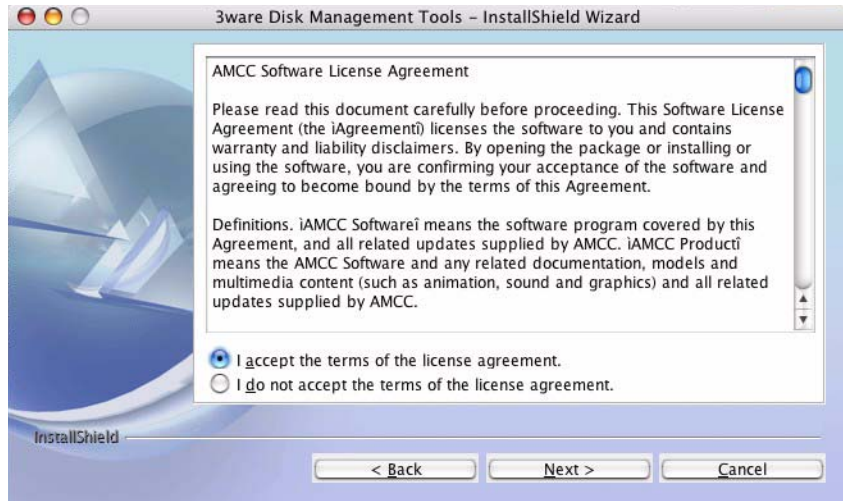 3ware Disk Management Tools - InstallShield Wizard
AMCC Software License Agreement
Please read this document carefully before proceeding. This Software License
Agreement (the ìAgreementî) licenses the software to you and contains
warranty and liability disclaimers. By opening the package or installing or
using the software, you are confirming your acceptance of the software and
agreeing to become bound by the terms of this Agreement.
Definitions. ìAMCC Softwareî means the software program covered by this
Agreement, and all related updates supplied by AMCC. ìAMCC Productî
means the AMCC Software and any related documentation, models and
multimedia content (such as animation, sound and graphics) and all related
updates supplied by AMCC.
I accept the terms of the license agreement.
I do not accept the terms of the license agreement.
InstallShield
< Back
Next >
Cancel